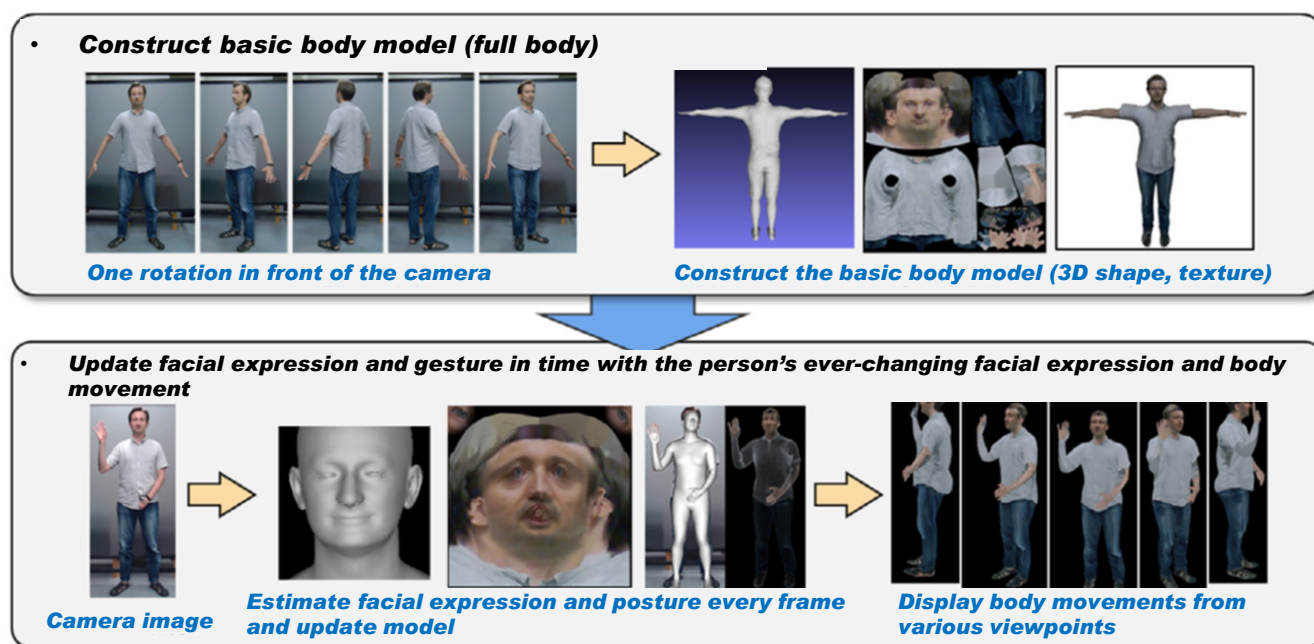 • Construct basic body model (full body)
One rotation in front of the camera
Construct the basic body model (3D shape, texture)
• Update facial expression and gesture in time with the person's ever-changing facial expression and body
movement
Camera image
Estimate facial expression and posture every frame
and update model
Display body movements from
various viewpoints